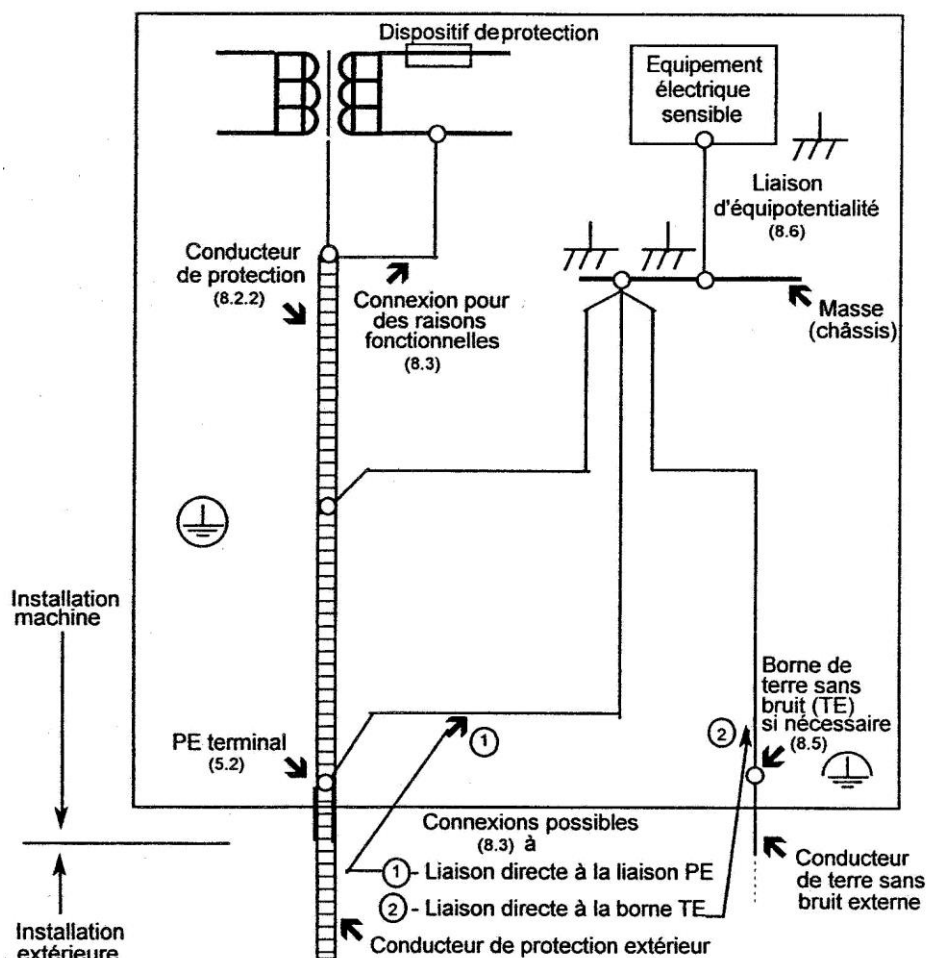 Dispositif de protection
Equipement
électrique
sensible
Liaison
d'équipotentialité
(8.6)
Conducteur
de protection
(8.2.2)
Connexion pour
des raisons
fonctionnelles
(8.3)
Masse
(châssis)
Installation
machine
Borne de
terre sans
bruit (TE)
si nécessaire
(8.5)
PE terminal
(5.2)
1
2
Connexions possibles
(8.3) à
1 - Liaison directe à la liaison PE
2 - Liaison directe à la borne TE
Conducteur
de terre sans
bruit externe
Installation
extérieure
Conducteur de protection extérieur